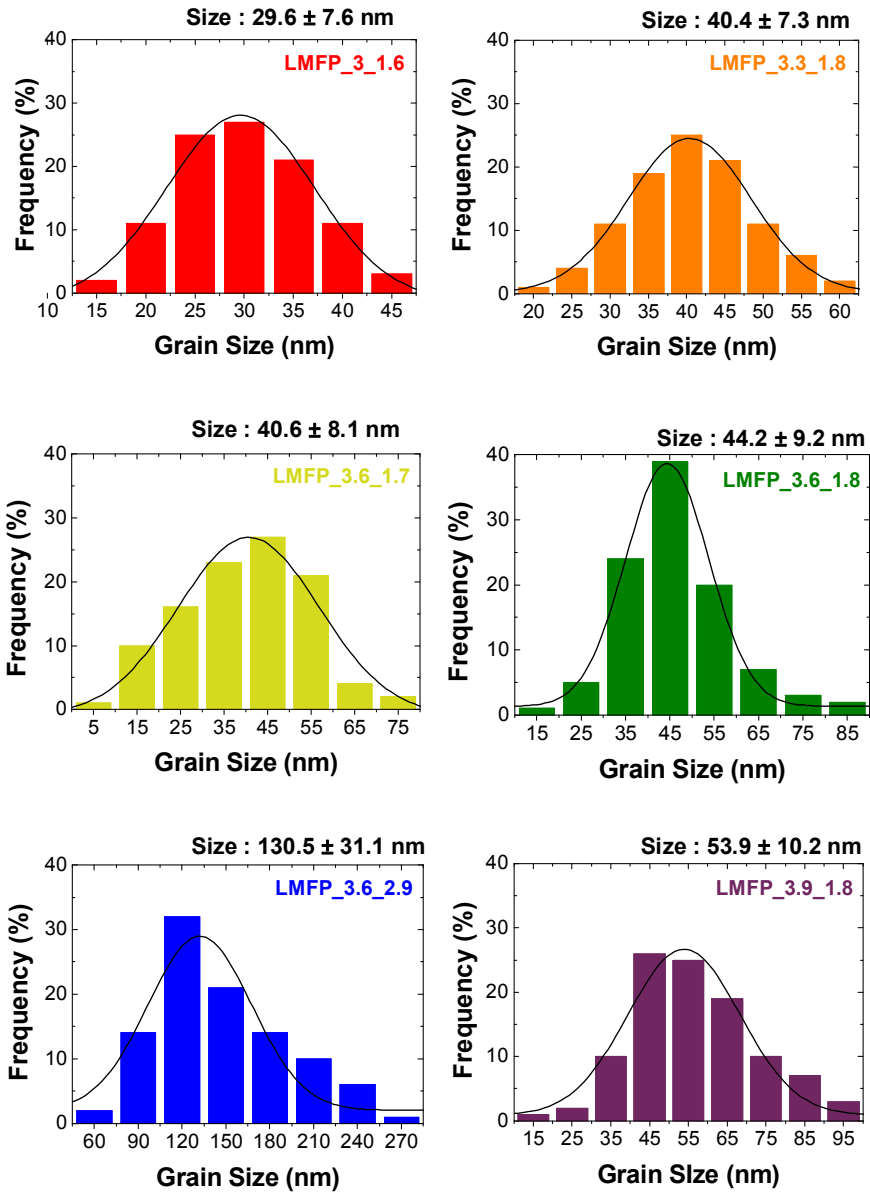 Size : 29.6 ± 7.6 nm
LMFP_3_1.6
Frequency (%)
40
30
20
10
0
10 15 20 25 30 35 40 45
Grain Size (nm)
Size : 40.4 ± 7.3 nm
LMFP_3.3_1.8
Frequency (%)
40
30
20
10
0
20 25 30 35 40 45 50 55 60
Grain Size (nm)
Size : 40.6 ± 8.1 nm
LMFP_3.6_1.7
Frequency (%)
40
30
20
10
0
5 15 25 35 45 55 65 75
Grain Size (nm)
Size : 44.2 ± 9.2 nm
LMFP_3.6_1.8
Frequency (%)
40
30
20
10
0
15 25 35 45 55 65 75 85
Grain Size (nm)
Size : 130.5 ± 31.1 nm
LMFP_3.6_2.9
Frequency (%)
40
30
20
10
0
60 90 120 150 180 210 240 270
Grain Size (nm)
Size : 53.9 ± 10.2 nm
LMFP_3.9_1.8
Frequency (%)
40
30
20
10
0
15 25 35 45 55 65 75 85 95
Grain SIze (nm)